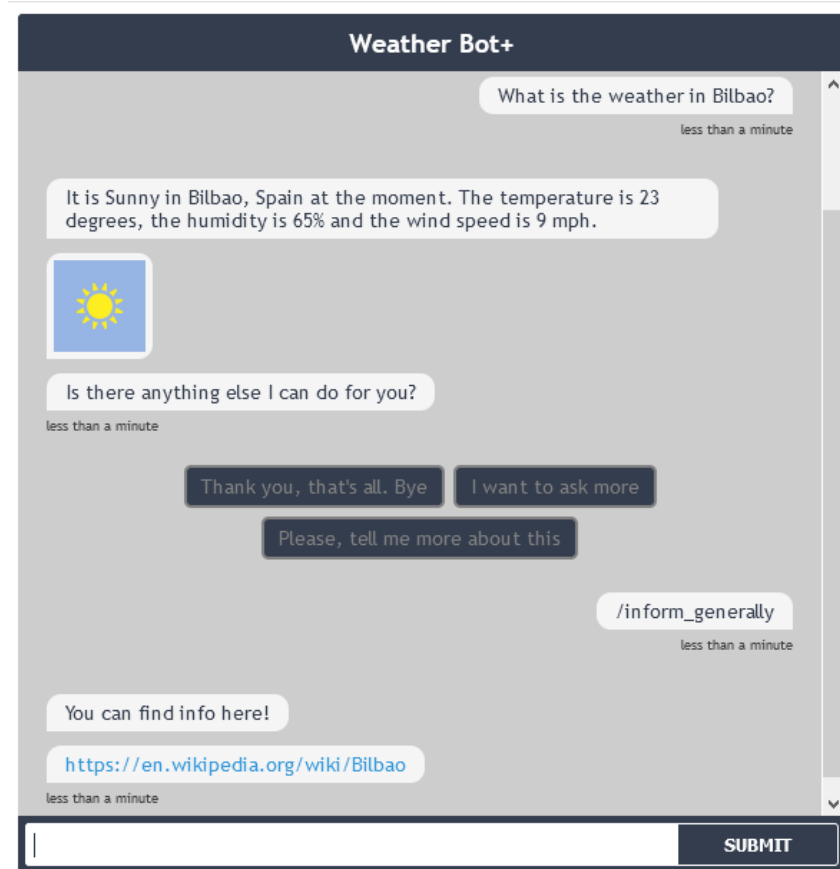 Weather Bot+
What is the weather in Bilbao?
less than a minute
It is Sunny in Bilbao, Spain at the moment. The temperature is 23
degrees, the humidity is 65% and the wind speed is 9 mph.
Is there anything else I can do for you?
less than a minute
Thank you, that's all. Bye
I want to ask more
Please, tell me more about this
/inform_generally
less than a minute
You can find info here!
https://en.wikipedia.org/wiki/Bilbao
less than a minute
SUBMIT